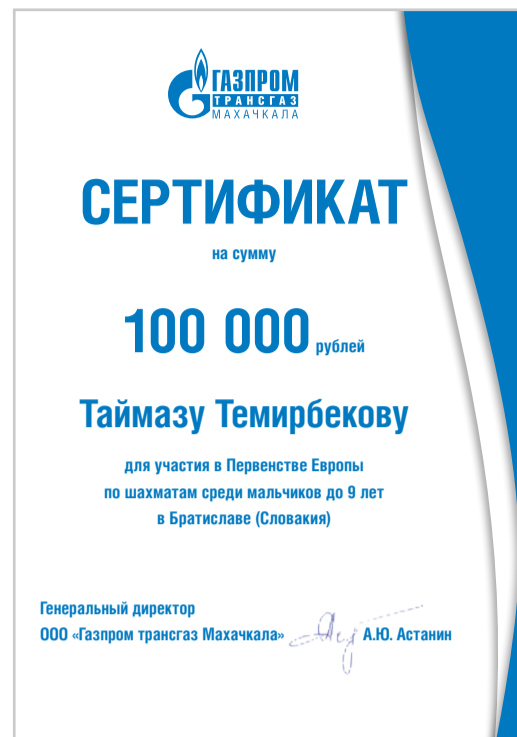 ГАЗПРОМ
ТРАНСГАЗ
МАХАЧКАЛА
СЕРТИФИКАТ
на сумму
100 000 рублей
Таймазу Темирбекову
для участия в Первенстве Европы
по шахматам среди мальчиков до 9 лет
в Братиславе (Словакия)
Генеральный директор
ООО «Газпром трансгаз Махачкала» А.Ю. Астанин